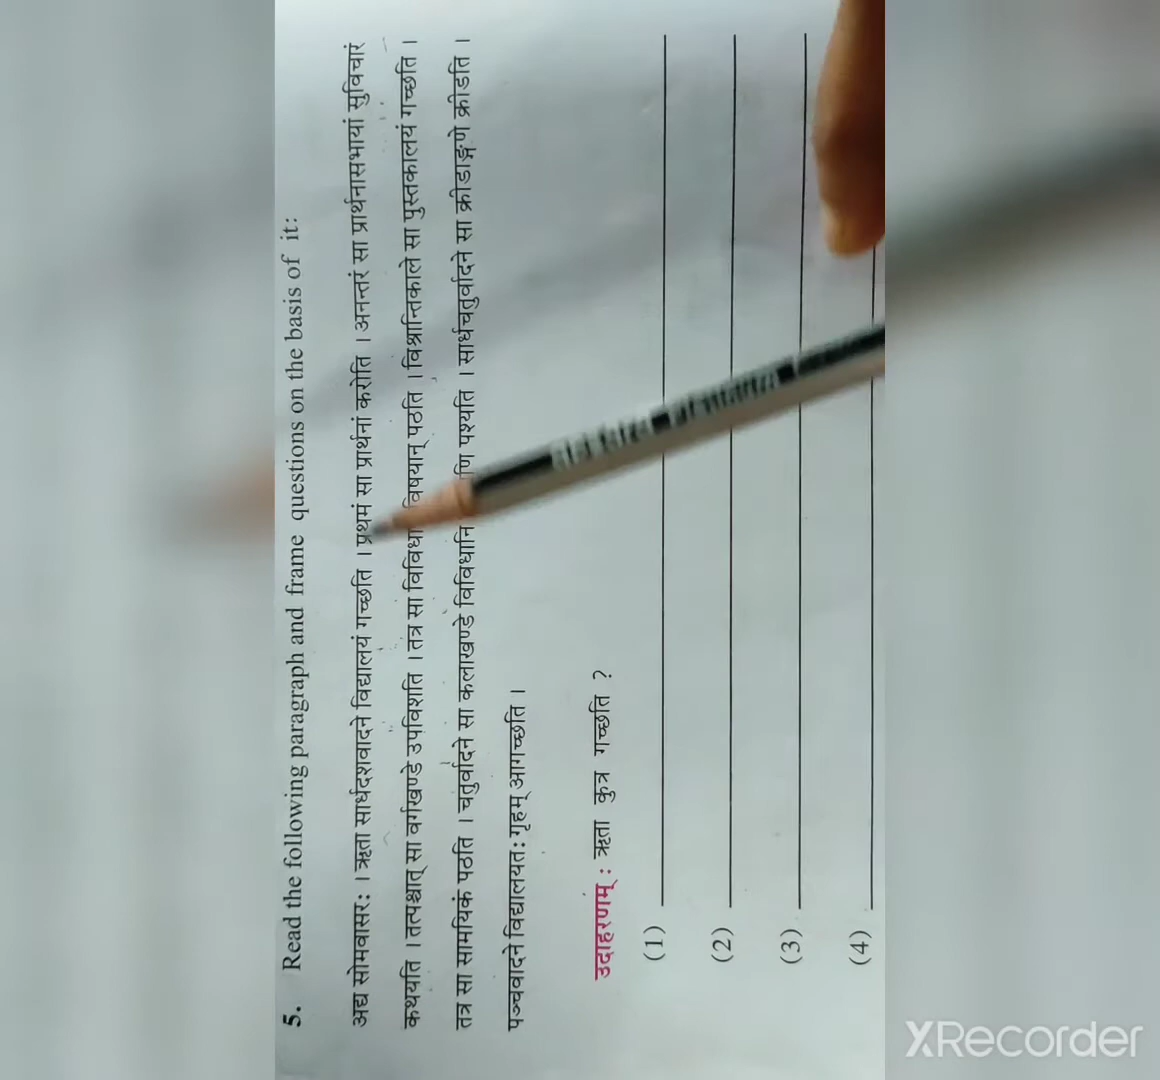 5. Read the following paragraph and frame questions on the basis of it:
अद्य सोमवासरः । ऋता सार्धदशवादने विद्यालयं गच्छति । प्रथमं सा प्रार्थनां करोति । अनन्तरं सा प्रार्थनासभायां सुविचारं
कथयति । तत्पश्चात् सा वर्गखण्डे उपविशति । तत्र सा विषयान् पठति । विश्रान्तिकाले सा पुस्तकालयं गच्छति ।
तत्र सा सामयिकं पठति । चतुर्वादने सा कलाखण्डे विविधानि पश्यति । सार्धचतुर्वादने सा क्रीडाङ्गणे क्रीडति ।
पञ्चवादने विद्यालयतः गृहम् आगच्छति ।
उदाहरणम् : ऋता कुत्र गच्छति ?
(1)
(2)
(3)
(4)
XRecorder